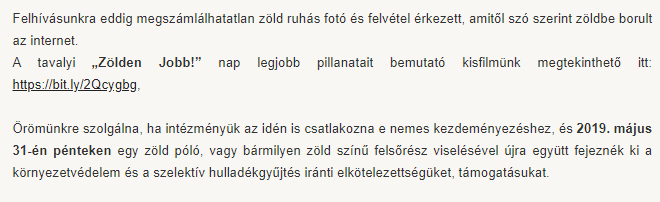 Felhívásunkra eddig megszámlálhatatlan zöld ruhás fotó és felvétel érkezett, amitől szó szerint zöldbe borult
az internet.
A tavalyi „Zölden Jobb!” nap legjobb pillanatait bemutató kisfilmünk megtekinthető itt:
https://bit.ly/2Qcygbg,
Örömünkre szolgálna, ha intézményük az idén is csatlakozna e nemes kezdeményezéshez, és 2019. május
31-én pénteken egy zöld póló, vagy bármilyen zöld színű felsőrész viselésével újra együtt fejeznék ki a
környezetvédelem és a szelektív hulladékgyűjtés iránti elkötelezettségüket, támogatásukat.